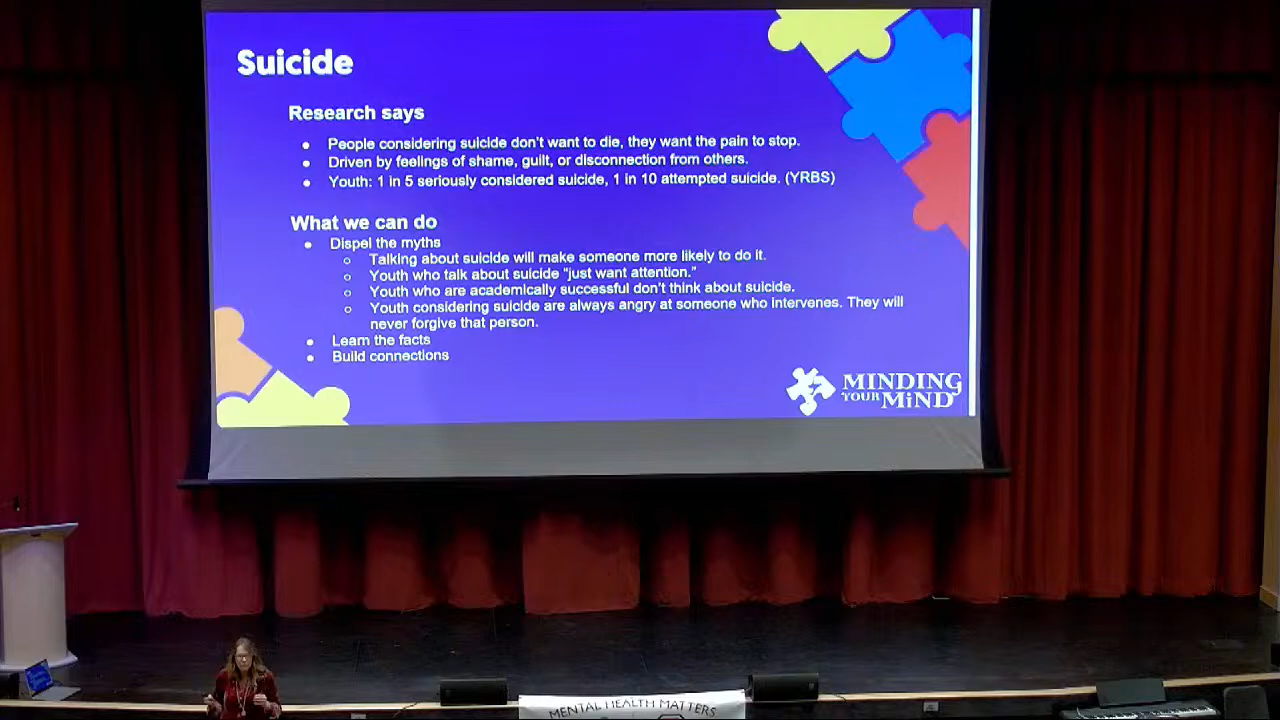 Suicide
Research says
People considering suicide don't want to die, they want the pain to stop.
Driven by feelings of shame, guilt, or disconnection from others.
Youth: 1 in 5 seriously considered suicide, 1 in 10 attempted suicide. (YRBS)
What we can do
Dispel the myths
Talking about suicide will make someone more likely to do it.
Youth who talk about suicide "just want attention."
Youth who are academically successful don't think about suicide.
Youth considering suicide are always angry at someone who intervenes. They will
never forgive that person.
Learn the facts
Build connections
MINDING
YOUR MiND
MENTAL HEALTH MATTERS